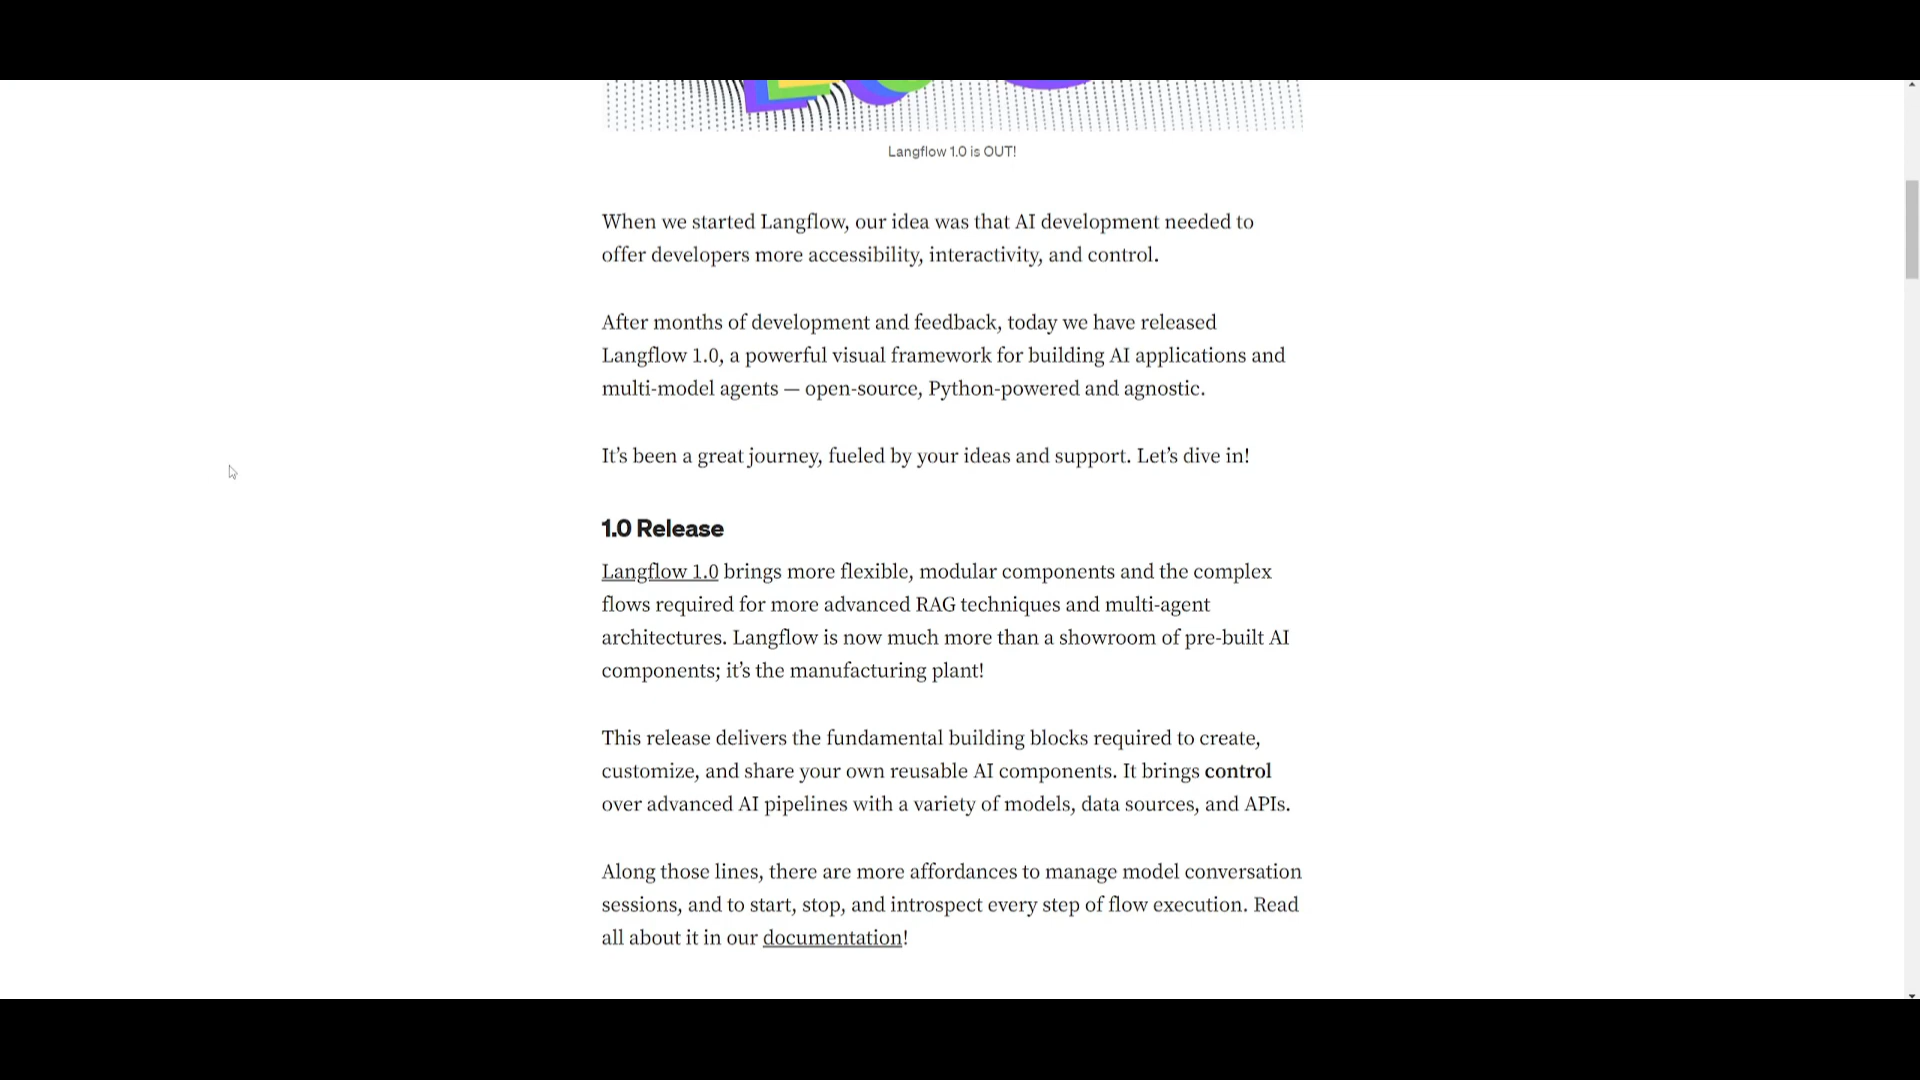 Langflow 1.0 is OUT!
When we started Langflow, our idea was that AI development needed to
offer developers more accessibility, interactivity, and control.
After months of development and feedback, today we have released
Langflow 1.0, a powerful visual framework for building AI applications and
multi-model agents — open-source, Python-powered and agnostic.
It’s been a great journey, fueled by your ideas and support. Let’s dive in!
1.0 Release
Langflow 1.0 brings more flexible, modular components and the complex
flows required for more advanced RAG techniques and multi-agent
architectures. Langflow is now much more than a showroom of pre-built AI
components; it’s the manufacturing plant!
This release delivers the fundamental building blocks required to create,
customize, and share your own reusable AI components. It brings control
over advanced AI pipelines with a variety of models, data sources, and APIs.
Along those lines, there are more affordances to manage model conversation
sessions, and to start, stop, and introspect every step of flow execution. Read
all about it in our documentation!